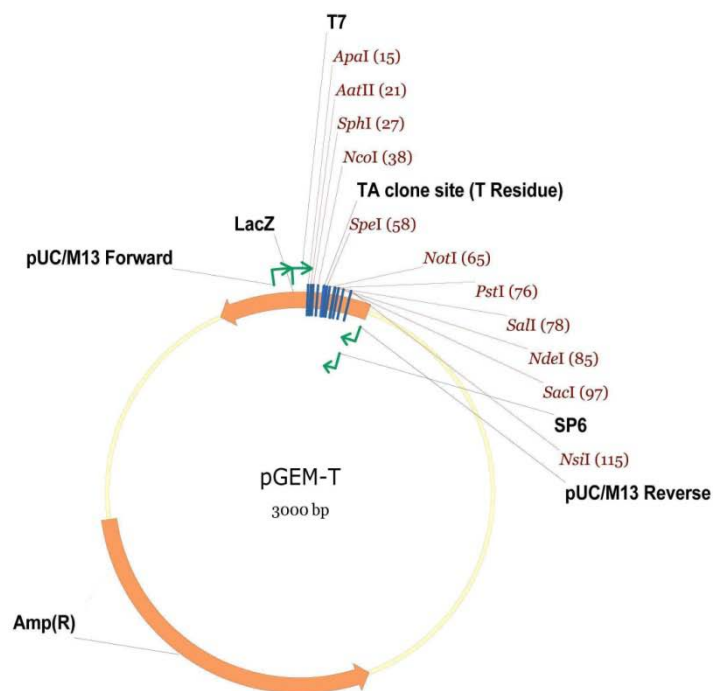 T7
ApaI (15)
AatII (21)
SphI (27)
NcoI (38)
TA clone site (T Residue)
LacZ
SpeI (58)
pUC/M13 Forward
NotI (65)
PstI (76)
SalI (78)
NdeI (85)
SacI (97)
SP6
NsiI (115)
pUC/M13 Reverse
pGEM-T
3000 bp
Amp(R)